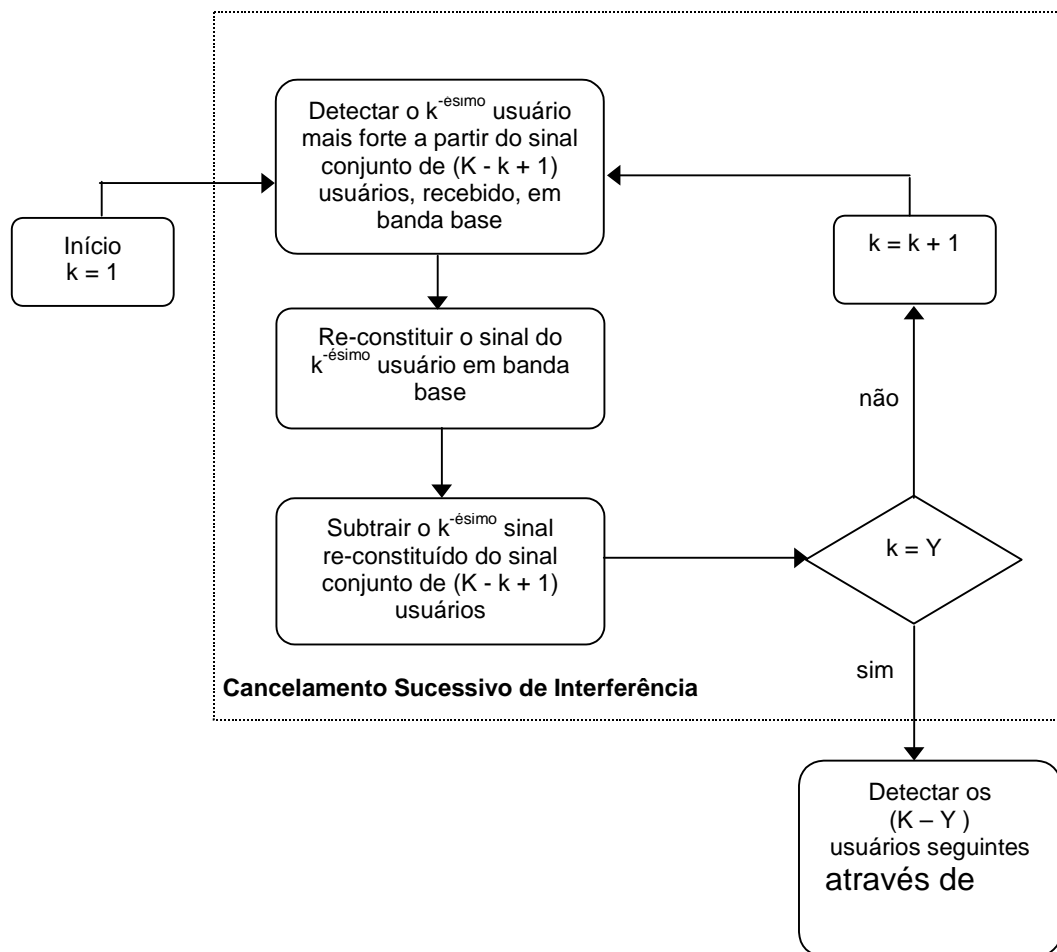 Detectar o k-ésimo usuário
mais forte a partir do sinal
conjunto de (K - k + 1)
usuários, recebido, em
banda base
Início
k = 1
k = k + 1
Re-constituir o sinal do
k-ésimo usuário em banda
base
não
Subtrair o k-ésimo sinal
re-constituído do sinal
conjunto de (K - k + 1)
usuários
k = Y
sim
Cancelamento Sucessivo de Interferência
Detectar os
(K – Y )
usuários seguintes
através de